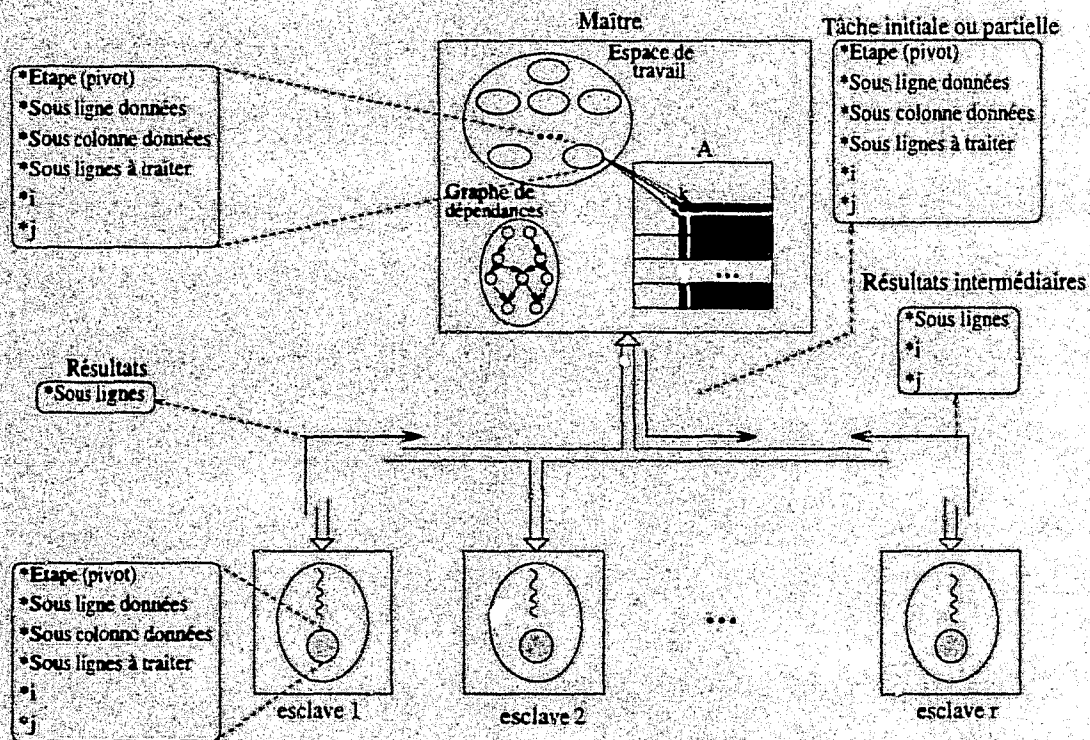 Maître
Tâche initiale ou partielle
Espace de
travail
*Etape (pivot)
*Sous ligne données
*Sous colonne données
*Sous lignes à traiter
*i
*j
*Etape (pivot)
*Sous ligne données
*Sous colonne données
*Sous lignes à traiter
*i
*j
...
A
k
Graphe de
dépendances
...
Résultats intermédiaires
*Sous lignes
*i
*j
Résultats
*Sous lignes
*Etape (pivot)
*Sous ligne données
*Sous colonne données
*Sous lignes à traiter
*i
*j
...
esclave 1
esclave 2
esclave r